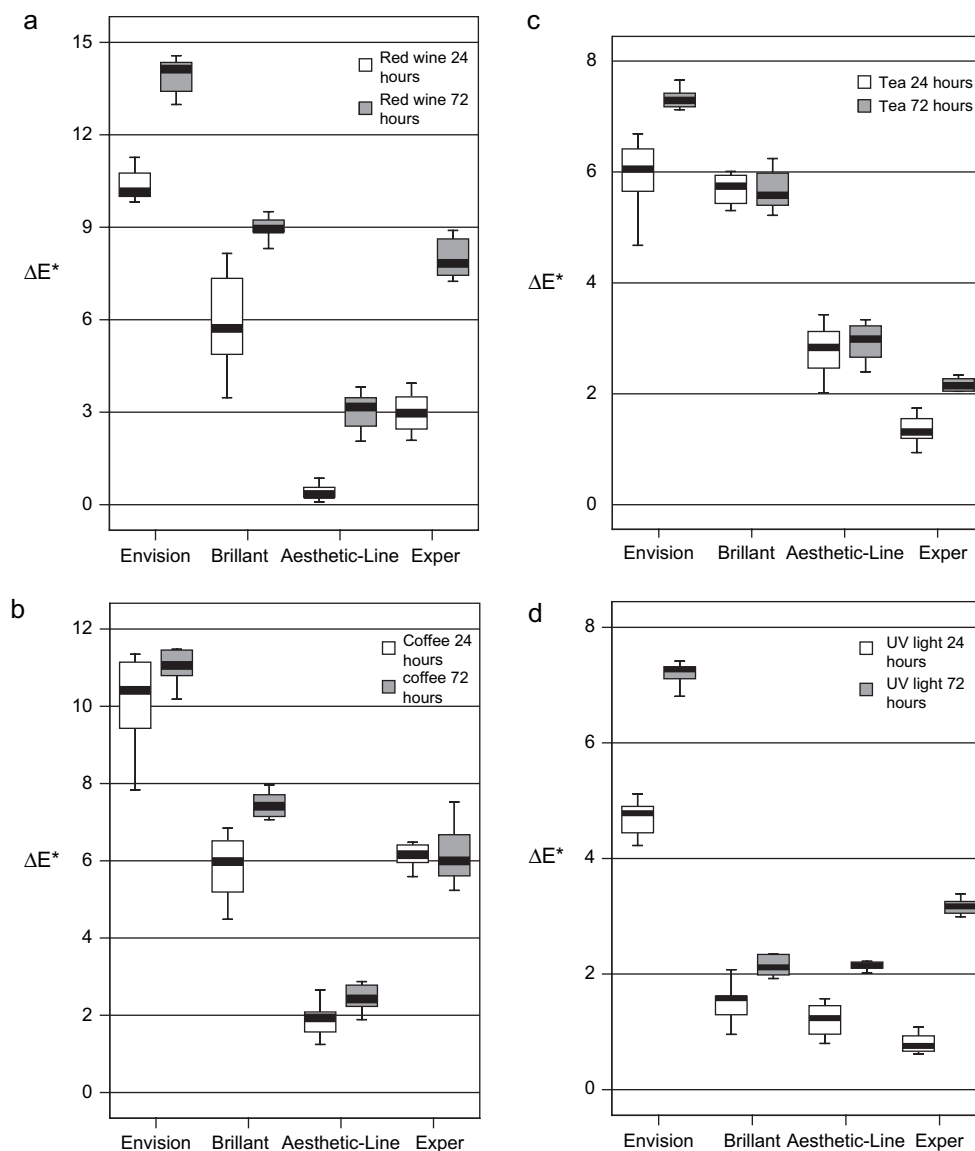 a
15
12
9
6
3
0
ΔE*
Red wine 24
hours
Red wine 72
hours
Envision Brillant Aesthetic-Line Exper
c
8
6
4
2
0
ΔE*
Tea 24 hours
Tea 72 hours
Envision Brillant Aesthetic-Line Exper
b
12
10
8
6
4
2
0
ΔE*
Coffee 24
hours
coffee 72
hours
Envision Brillant Aesthetic-Line Exper
d
8
6
4
2
0
ΔE*
UV light 24
hours
UV light 72
hours
Envision Brillant Aesthetic-Line Exper